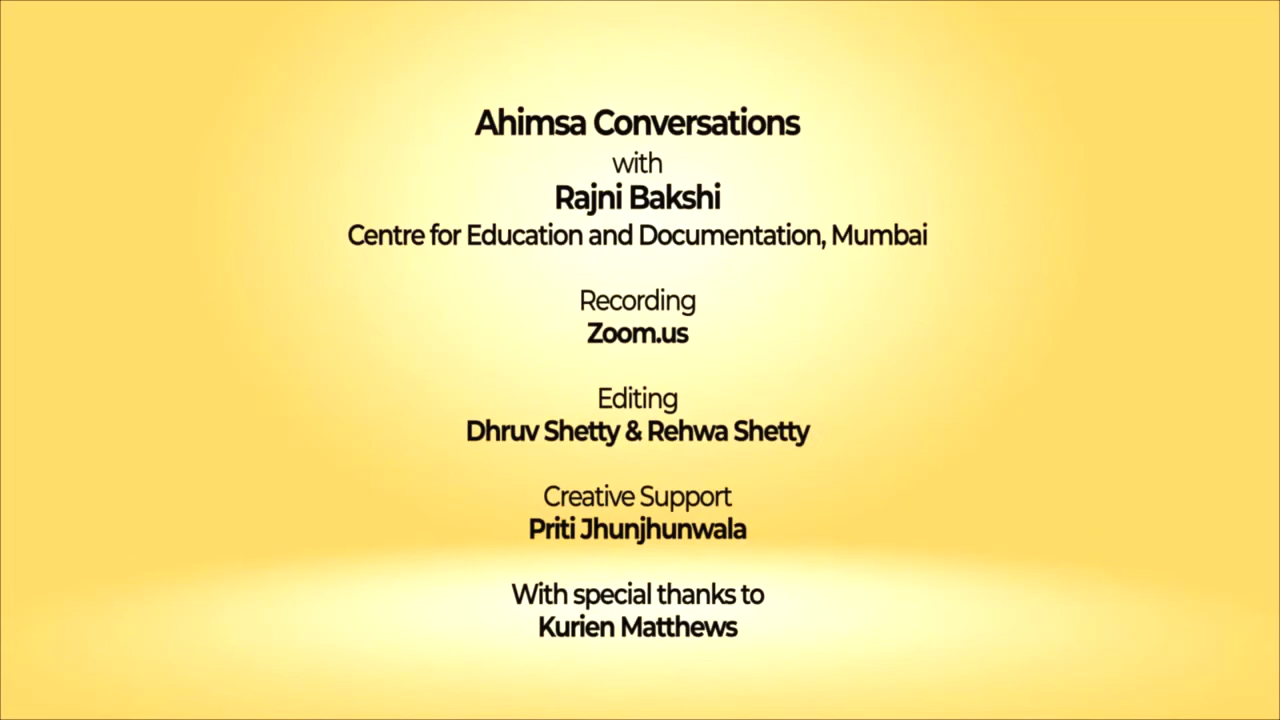 Ahimsa Conversations
with
Rajni Bakshi
Centre for Education and Documentation, Mumbai
Recording
Zoom.us
Editing
Dhruv Shetty & Rehwa Shetty
Creative Support
Priti Jhunjhunwala
With special thanks to
Kurien Matthews